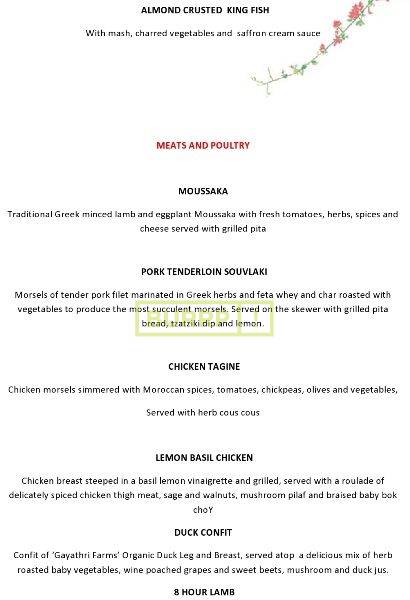 ALMOND CRUSTED  KING FISH
With mash, charred vegetables and  saffron cream sauce
MEATS AND POULTRY
MOUSSAKA
Traditional Greek minced lamb and eggplant Moussaka with fresh tomatoes, herbs, spices and
cheese served with grilled pita
PORK TENDERLOIN SOUVLAKI
Morsels of tender pork filet marinated in Greek herbs and feta whey and char roasted with
vegetables to produce the most succulent morsels. Served on the skewer with grilled pita
bread, tzatziki dip and lemon.
CHICKEN TAGINE
Chicken morsels simmered with Moroccan spices, tomatoes, chickpeas, olives and vegetables,
Served with herb cous cous
LEMON BASIL CHICKEN
Chicken breast steeped in a basil lemon vinaigrette and grilled, served with a roulade of
delicately spiced chicken thigh meat, sage and walnuts, mushroom pilaf and braised baby bok
choY
DUCK CONFIT
Confit of ‘Gayathri Farms’ Organic Duck Leg and Breast, served atop  a delicious mix of herb
roasted baby vegetables, wine poached grapes and sweet beets, mushroom and duck jus.
8 HOUR LAMB